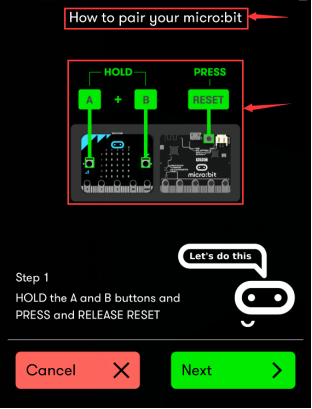 How to pair your micro:bit
HOLD PRESS
A + B RESET
micro:bit
Let's do this
Step 1
HOLD the A and B buttons and
PRESS and RELEASE RESET
Cancel Next